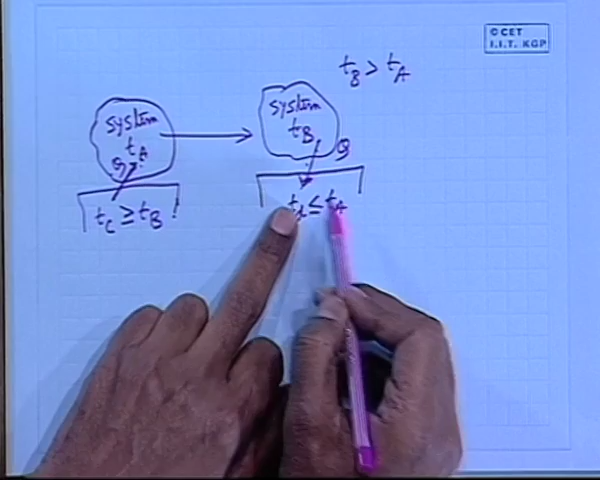 © CET
I.I.T. KGP
t_B > t_A
system
t_A
Q
system
t_B
Q
t_C ≥ t_B
≤ t_A